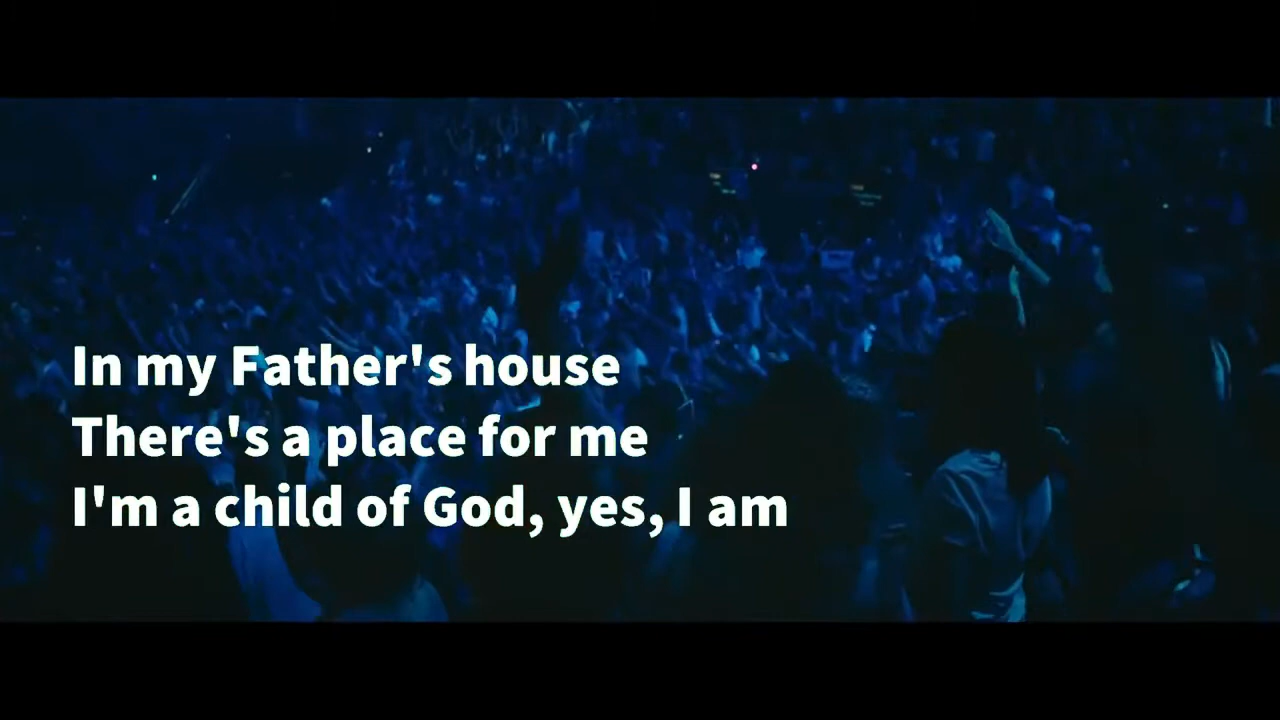 In my Father's house
There's a place for me
I'm a child of God, yes, I am